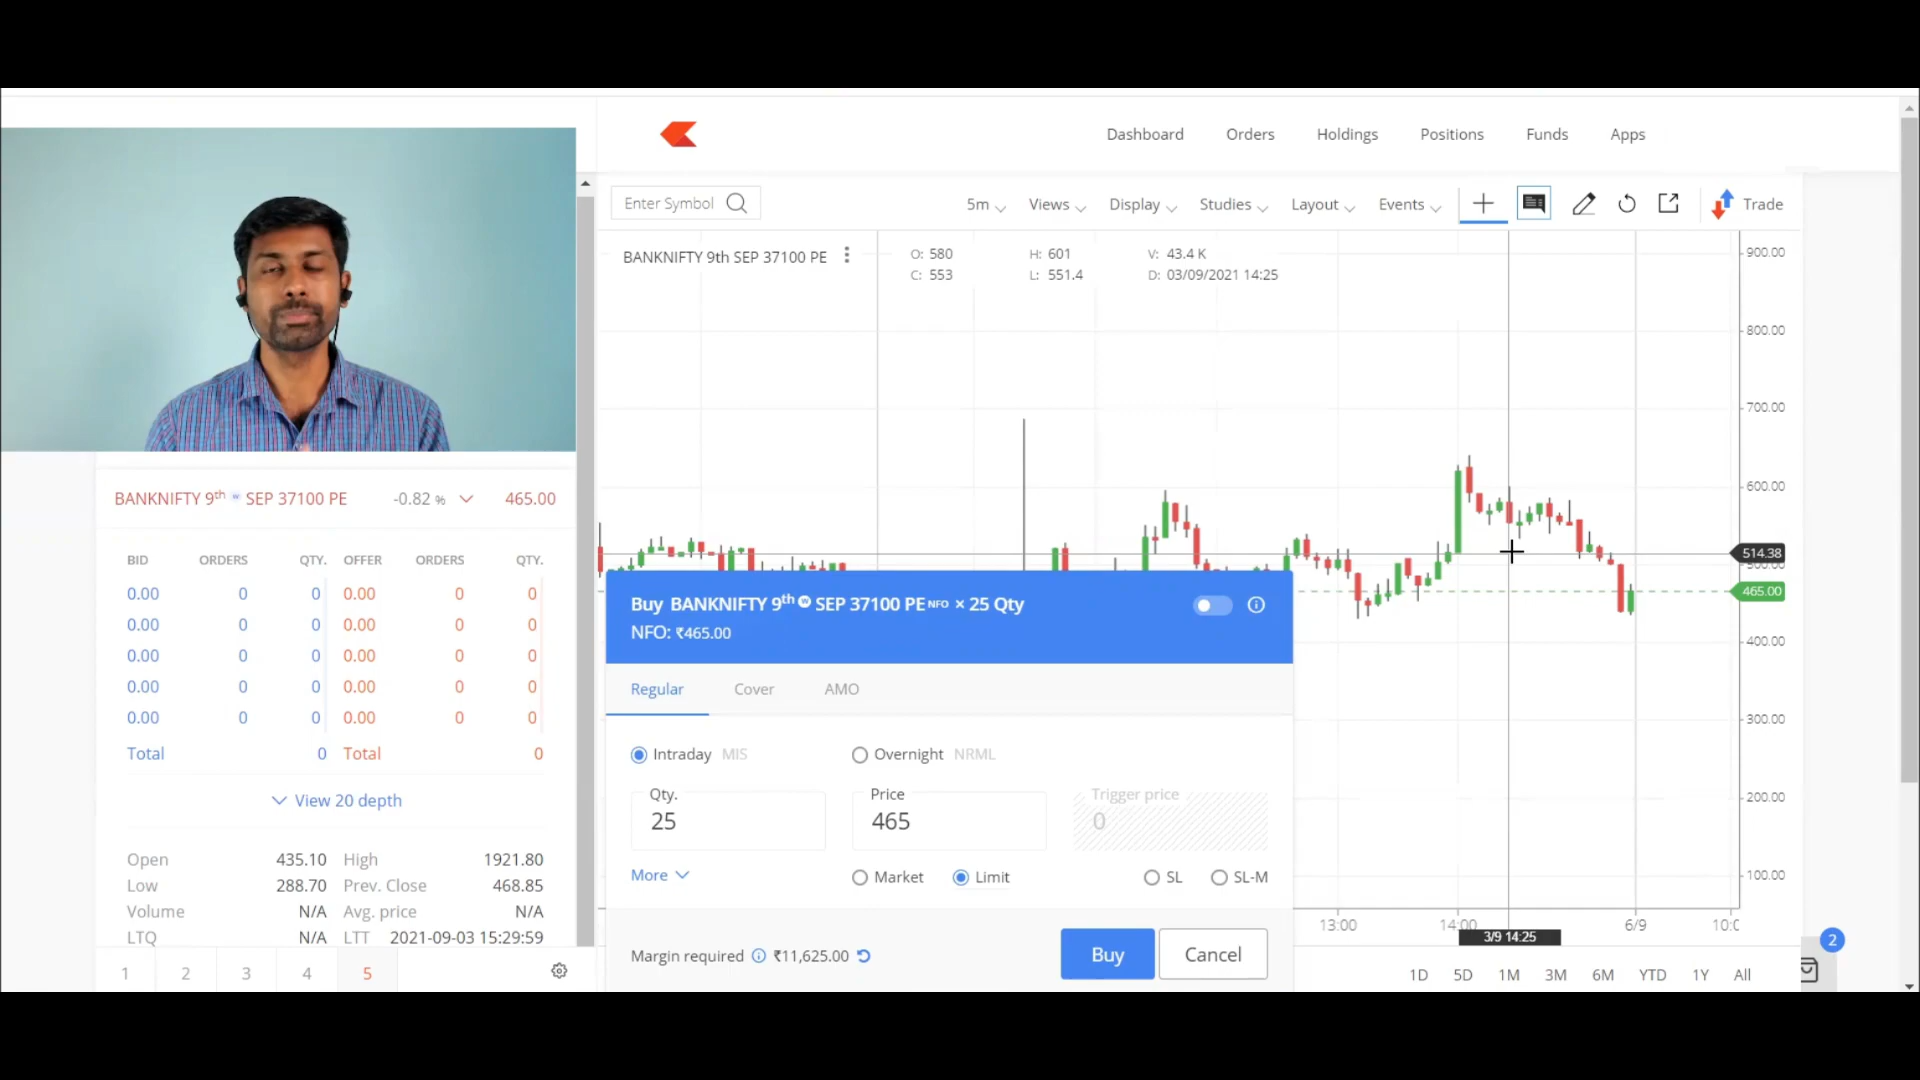 Dashboard Orders Holdings Positions Funds Apps
Enter Symbol 5m Views Display Studies Layout Events Trade
BANKNIFTY 9th SEP 37100 PE O: 580 H: 601 V: 43.4 K
C: 553 L: 551.4 D: 03/09/2021 14:25
900.00
800.00
700.00
600.00
514.38
500.00
465.00
400.00
300.00
200.00
100.00
13:00 14:00 6/9
3/9 14:25
1D 5D 1M 3M 6M YTD 1Y All
2
BANKNIFTY 9th W SEP 37100 PE -0.82 % 465.00
BID ORDERS QTY. OFFER ORDERS QTY.
0.00 0 0 0.00 0 0
0.00 0 0 0.00 0 0
0.00 0 0 0.00 0 0
0.00 0 0 0.00 0 0
0.00 0 0 0.00 0 0
Total 0 Total 0
View 20 depth
Open 435.10 High 1921.80
Low 288.70 Prev. Close 468.85
Volume N/A Avg. price N/A
LTQ N/A LTT 2021-09-03 15:29:59
1 2 3 4 5
Buy BANKNIFTY 9th W SEP 37100 PE NFO × 25 Qty
NFO: ₹465.00
Regular Cover AMO
Intraday MIS Overnight NRML
Qty. Price Trigger price
25 465 0
More Market Limit SL SL-M
Margin required ₹11,625.00 Buy Cancel